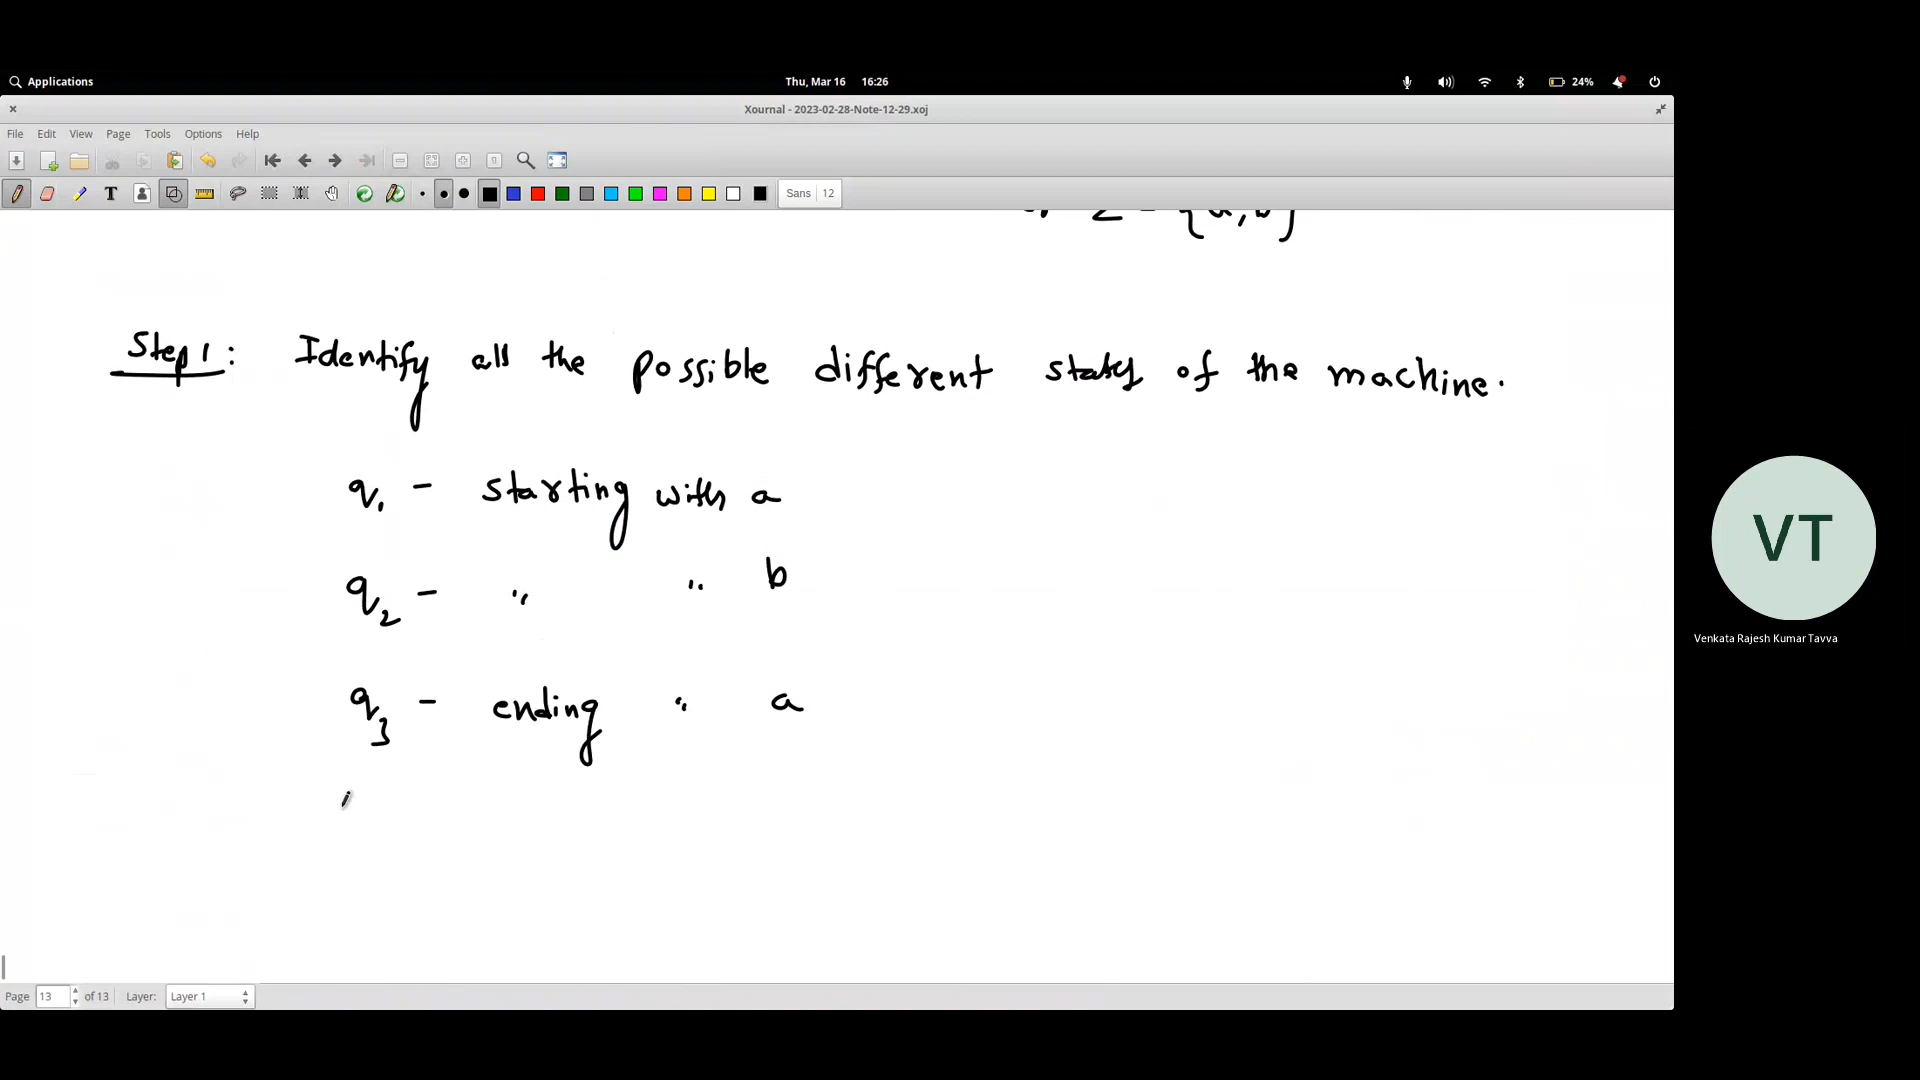 Applications
Thu, Mar 16 16:26
24%
Xournal - 2023-02-28-Note-12-29.xoj
File Edit View Page Tools Options Help
Sans 12
Σ = {a, b}
Step 1: Identify all the possible different states of the machine.
q1 - starting with a
q2 - " " b
q3 - ending " a
VT
Venkata Rajesh Kumar Tavva
Page 13 of 13 Layer: Layer 1